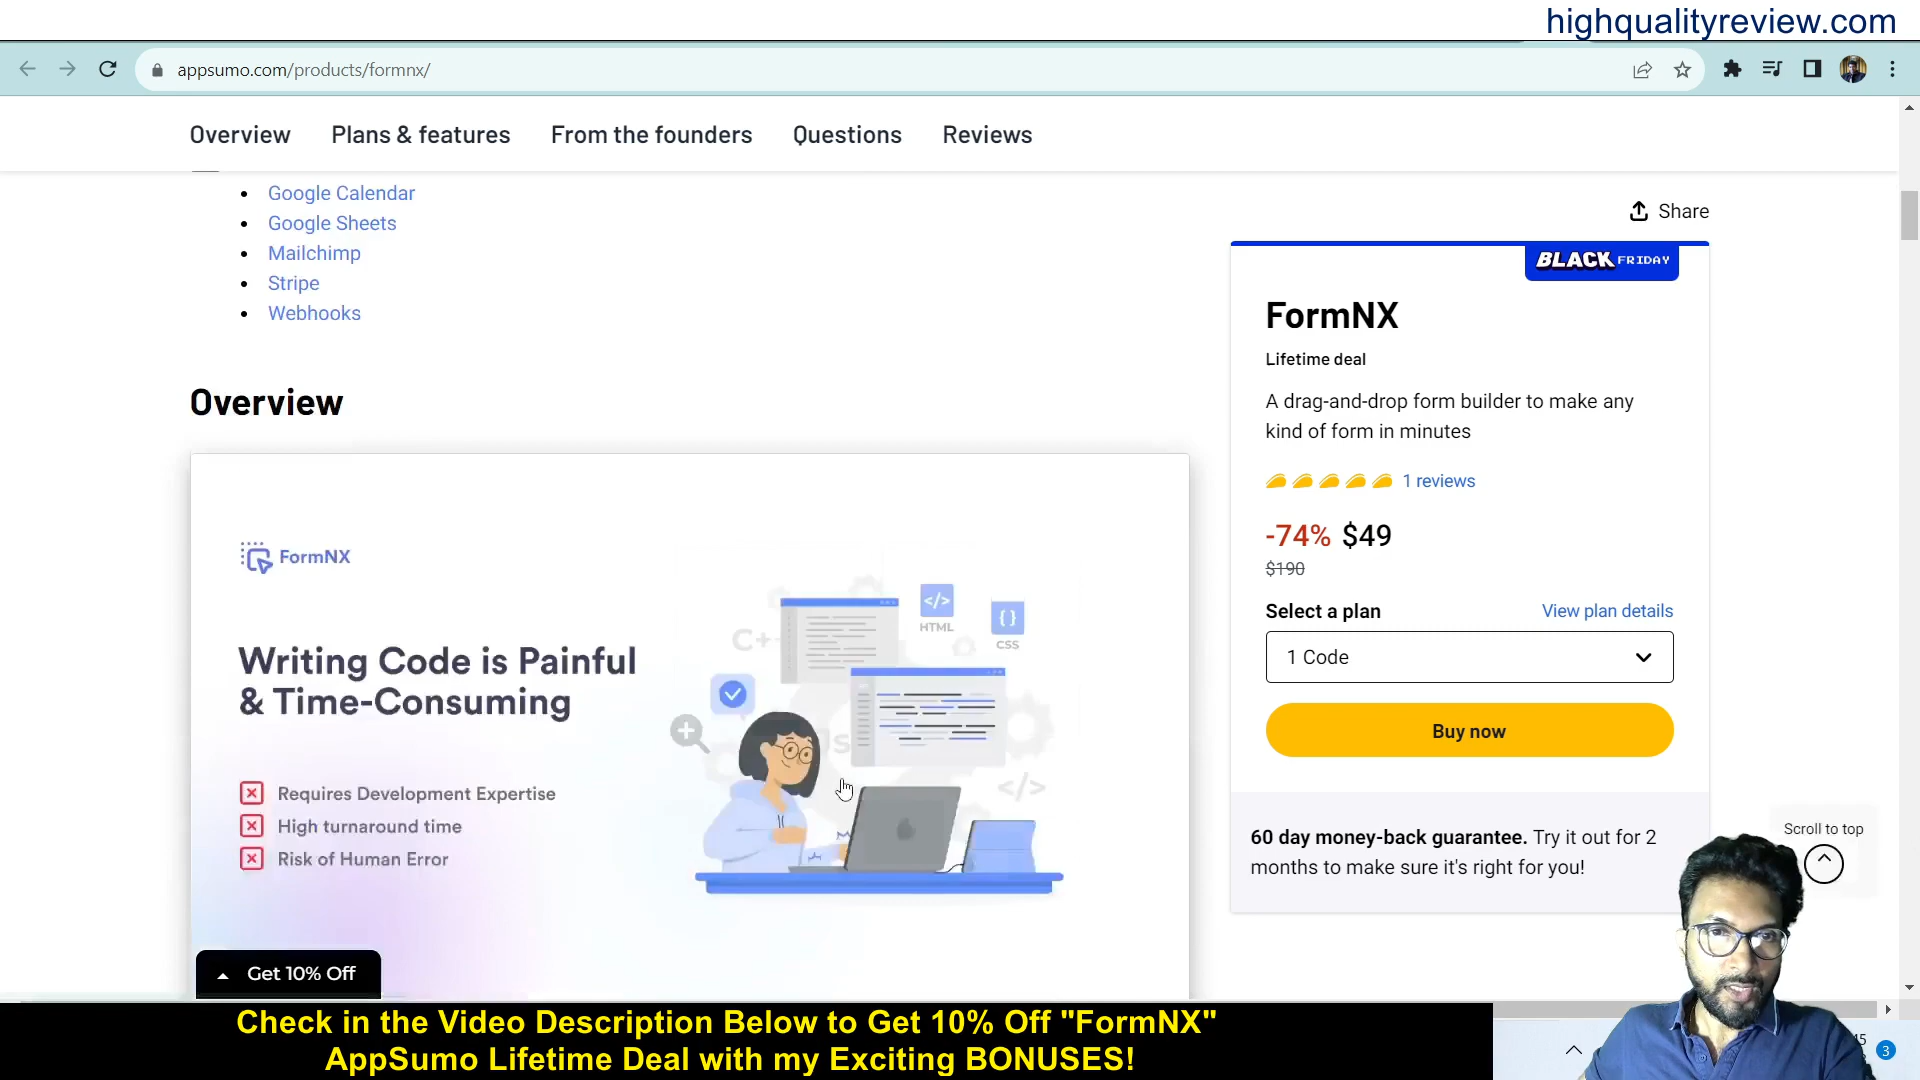 highqualityreview.com
appsumo.com/products/formnx/
Overview Plans & features From the founders Questions Reviews
Google Calendar
Google Sheets
Mailchimp
Stripe
Webhooks
Share
BLACK FRIDAY
FormNX
Lifetime deal
A drag-and-drop form builder to make any
kind of form in minutes
1 reviews
-74% $49
$190
Select a plan View plan details
1 Code
Buy now
60 day money-back guarantee. Try it out for 2
months to make sure it's right for you!
Overview
FormNX
Writing Code is Painful
& Time-Consuming
Requires Development Expertise
High turnaround time
Risk of Human Error
C++
HTML
CSS
</>
{ }
</>
Scroll to top
Get 10% Off
Check in the Video Description Below to Get 10% Off "FormNX"
AppSumo Lifetime Deal with my Exciting BONUSES!
3